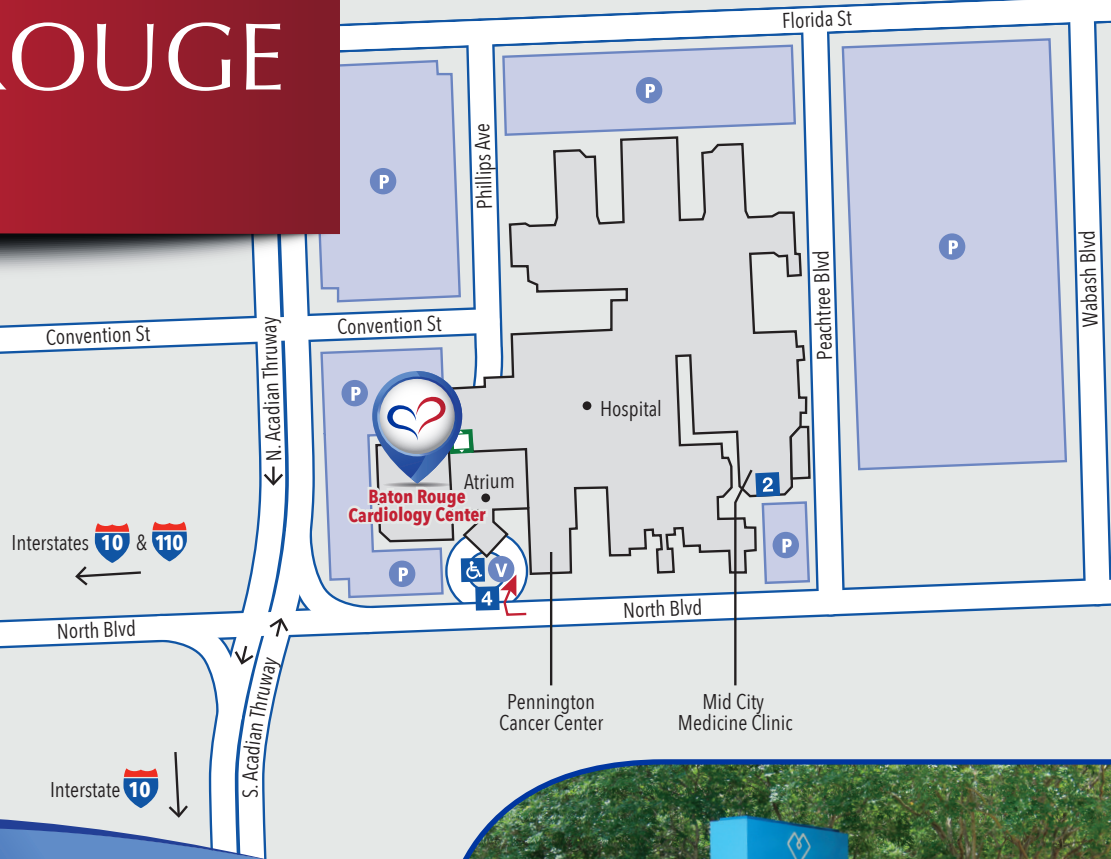 ROUGE
Florida St
P
P
Phillips Ave
P
Peachtree Blvd
Wabash Blvd
Convention St
Convention St
N. Acadian Thruway
P
Hospital
Atrium
Baton Rouge
Cardiology Center
2
Interstates 10 & 110
P
P
V
4
North Blvd
North Blvd
S. Acadian Thruway
Pennington
Cancer Center
Mid City
Medicine Clinic
Interstate 10